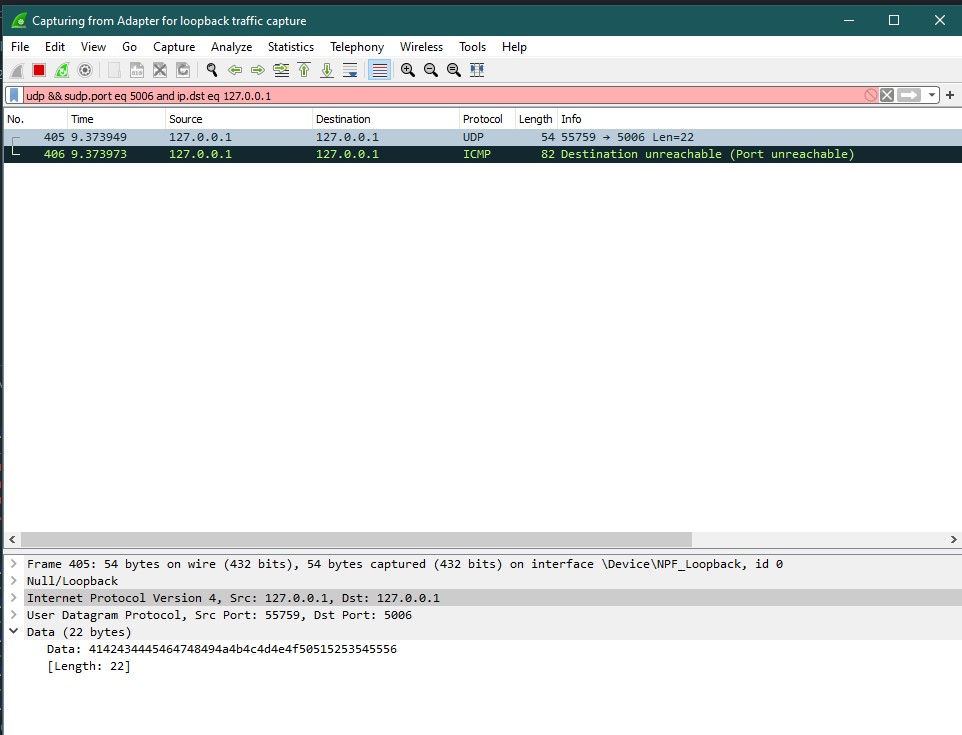 Capturing from Adapter for loopback traffic capture
File Edit View Go Capture Analyze Statistics Telephony Wireless Tools Help
udp && sudp.port eq 5006 and ip.dst eq 127.0.0.1
No. Time Source Destination Protocol Length Info
405 9.373949 127.0.0.1 127.0.0.1 UDP 54 55759 → 5006 Len=22
406 9.373973 127.0.0.1 127.0.0.1 ICMP 82 Destination unreachable (Port unreachable)
Frame 405: 54 bytes on wire (432 bits), 54 bytes captured (432 bits) on interface \Device\NPF_Loopback, id 0
Null/Loopback
Internet Protocol Version 4, Src: 127.0.0.1, Dst: 127.0.0.1
User Datagram Protocol, Src Port: 55759, Dst Port: 5006
Data (22 bytes)
Data: 4142434445464748494a4b4c4d4e4f50515253545556
[Length: 22]